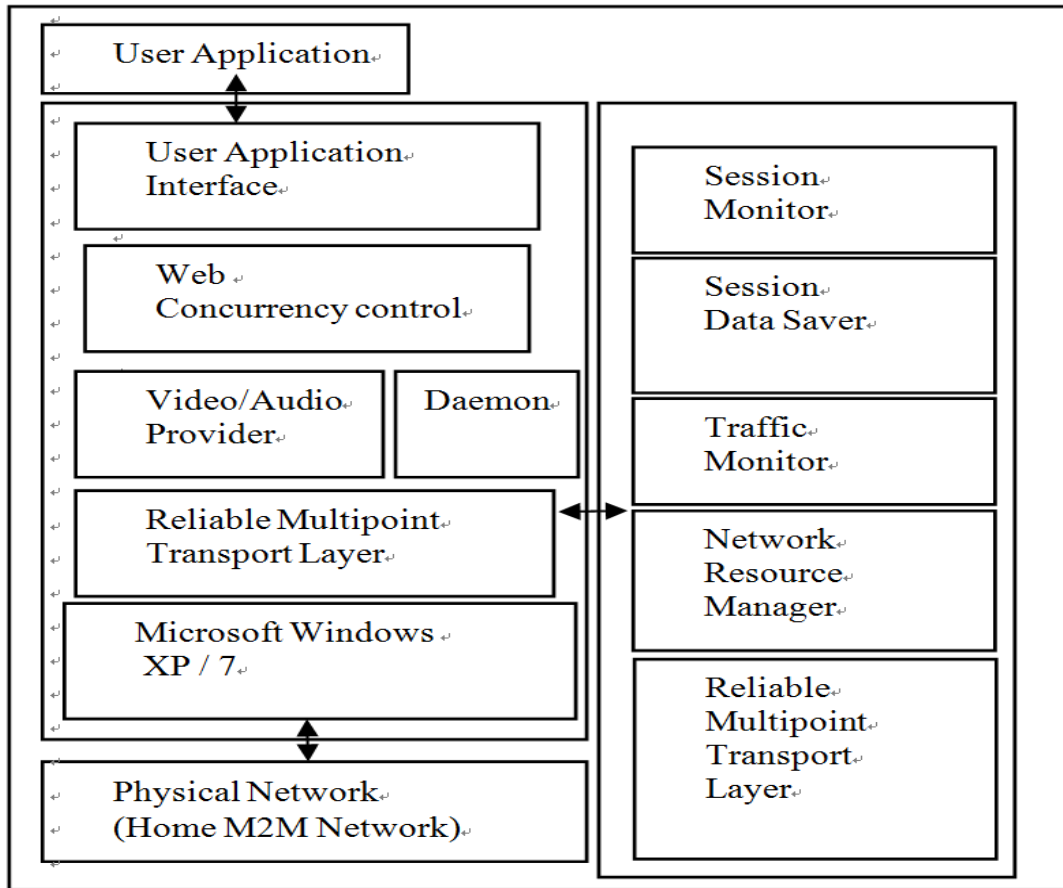 User Application
User Application
Interface
Web
Concurrency control
Video/Audio
Provider
Daemon
Reliable Multipoint
Transport Layer
Microsoft Windows
XP / 7
Physical Network
(Home M2M Network)
Session
Monitor
Session
Data Saver
Traffic
Monitor
Network
Resource
Manager
Reliable
Multipoint
Transport
Layer